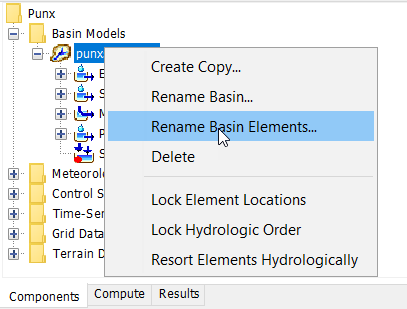 Punx
Basin Models
punx
Create Copy...
Rename Basin...
Rename Basin Elements...
Delete
Lock Element Locations
Lock Hydrologic Order
Resort Elements Hydrologically
Meteorolo
Control S
Time-Ser
Grid Data
Terrain D
Components
Compute
Results